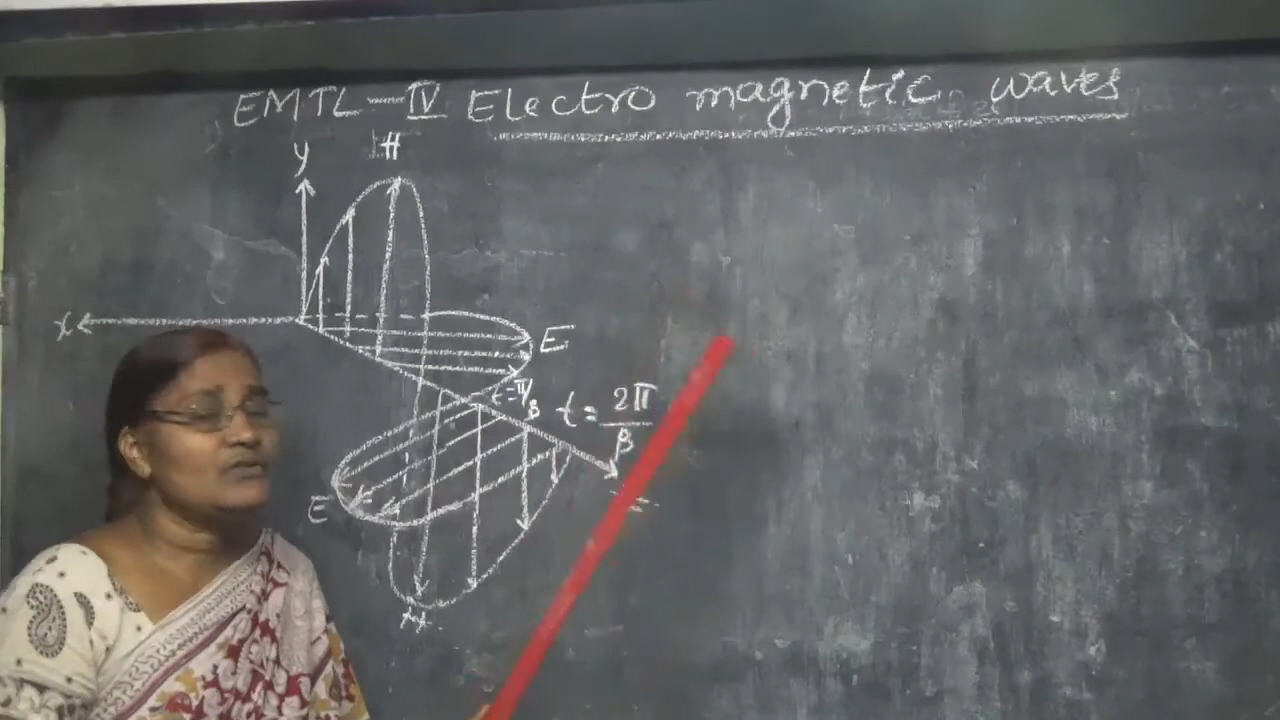 EMTL-IV Electro magnetic waves
y H
x
E
t=π/β t = 2π/β
E
z
H